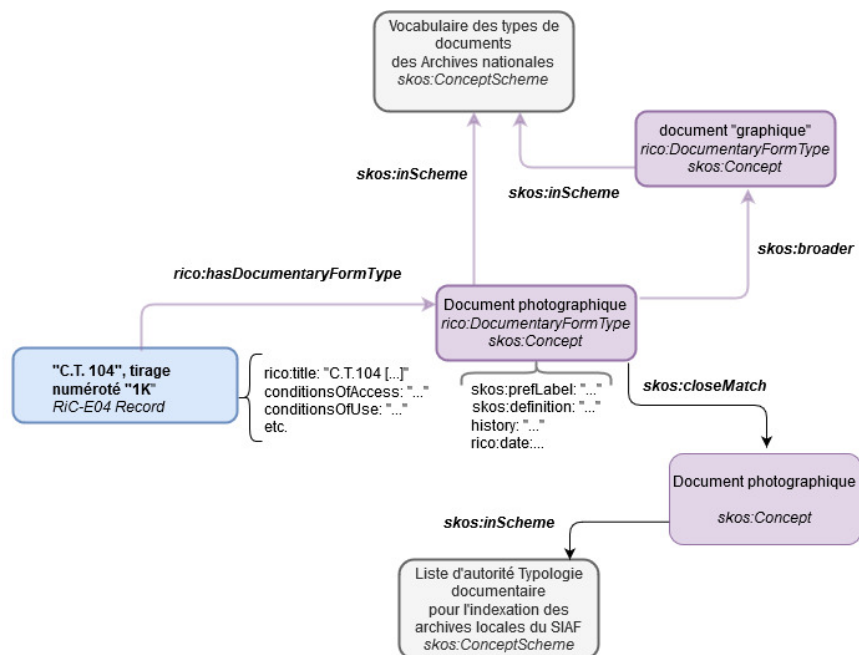 Vocabulaire des types de
documents
des Archives nationales
skos:ConceptScheme
document "graphique"
rico:DocumentaryFormType
skos:Concept
skos:inScheme
skos:inScheme
skos:broader
rico:hasDocumentaryFormType
Document photographique
rico:DocumentaryFormType
skos:Concept
"C.T. 104", tirage
numéroté "1K"
RiC-E04 Record
rico:title: "C.T.104 [...]"
conditionsOfAccess: "..."
conditionsOfUse: "..."
etc.
skos:prefLabel: "..."
skos:definition: "..."
history: "..."
rico:date:...
skos:closeMatch
Document photographique
skos:Concept
skos:inScheme
Liste d'autorité Typologie
documentaire
pour l'indexation des
archives locales du SIAF
skos:ConceptScheme